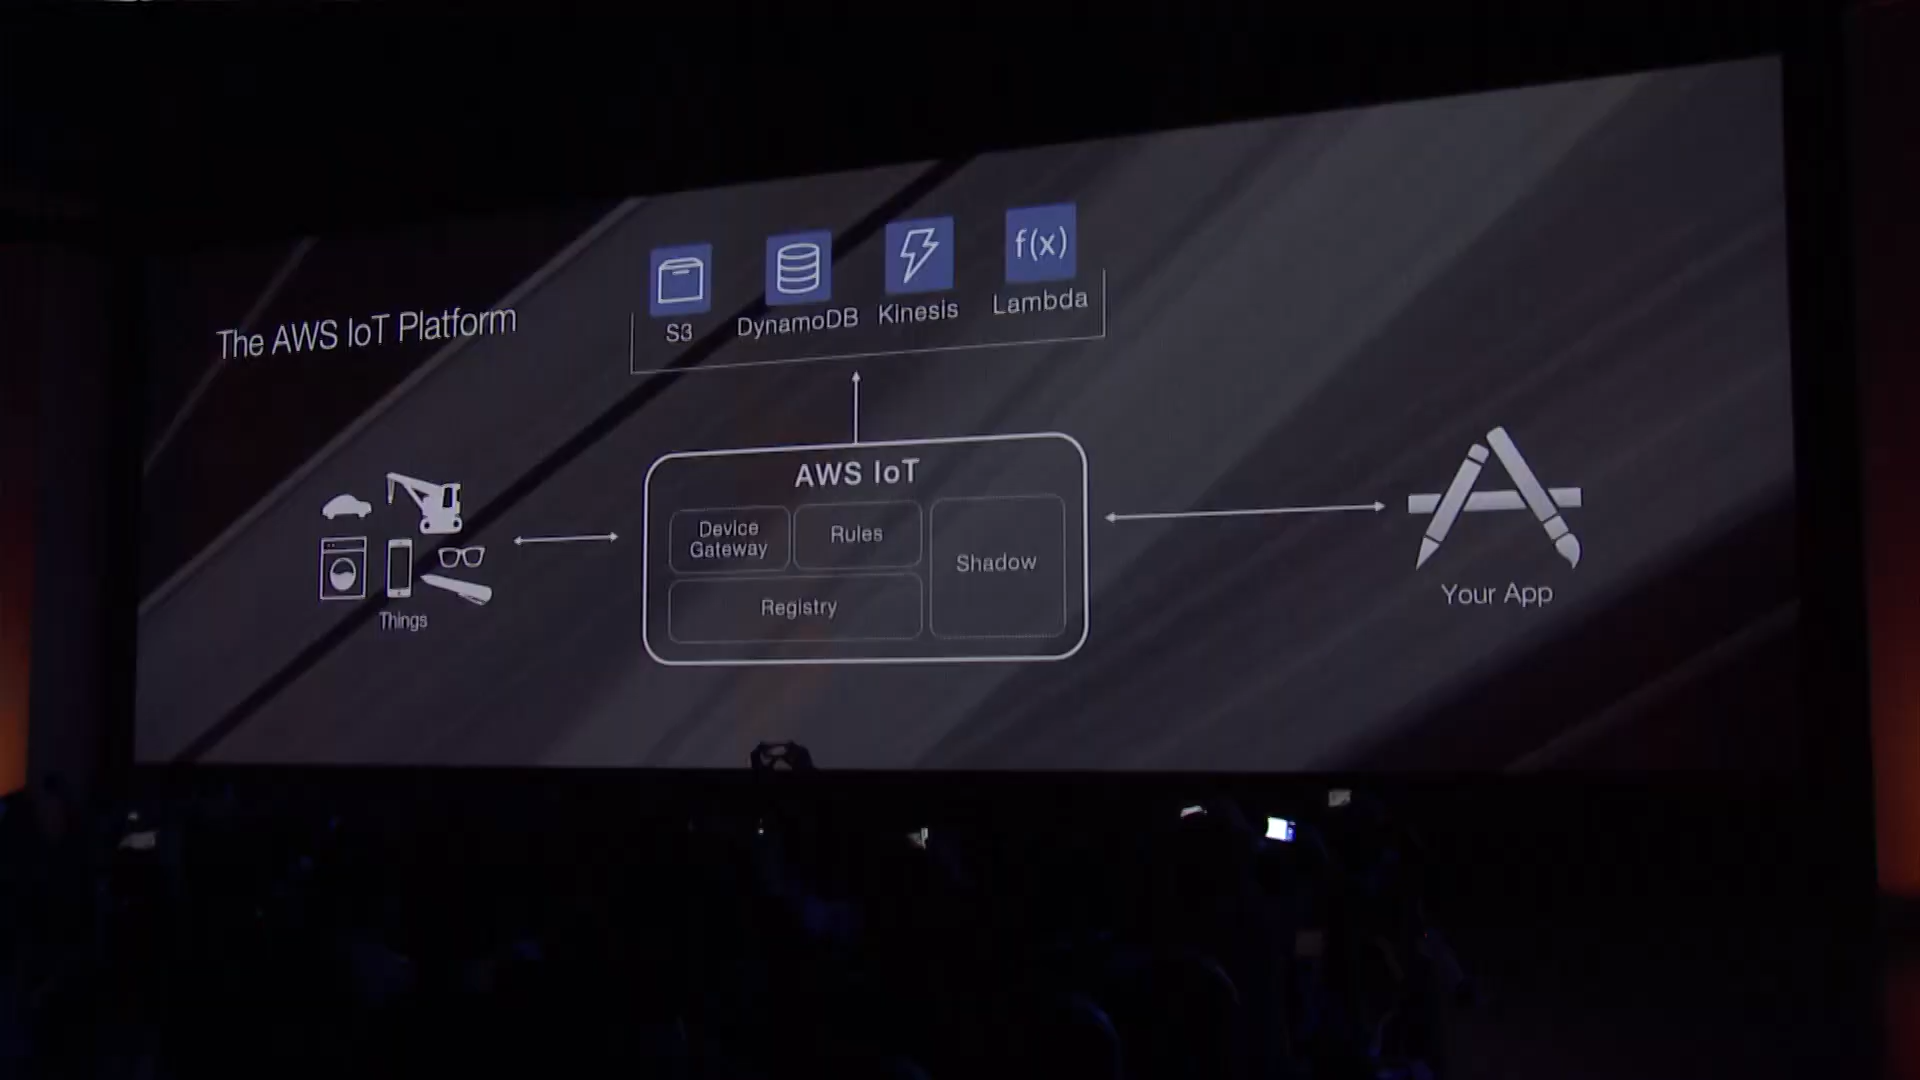 The AWS IoT Platform
S3
DynamoDB
Kinesis
f(x)
Lambda
AWS IoT
Device
Gateway
Rules
Shadow
Registry
Things
Your App